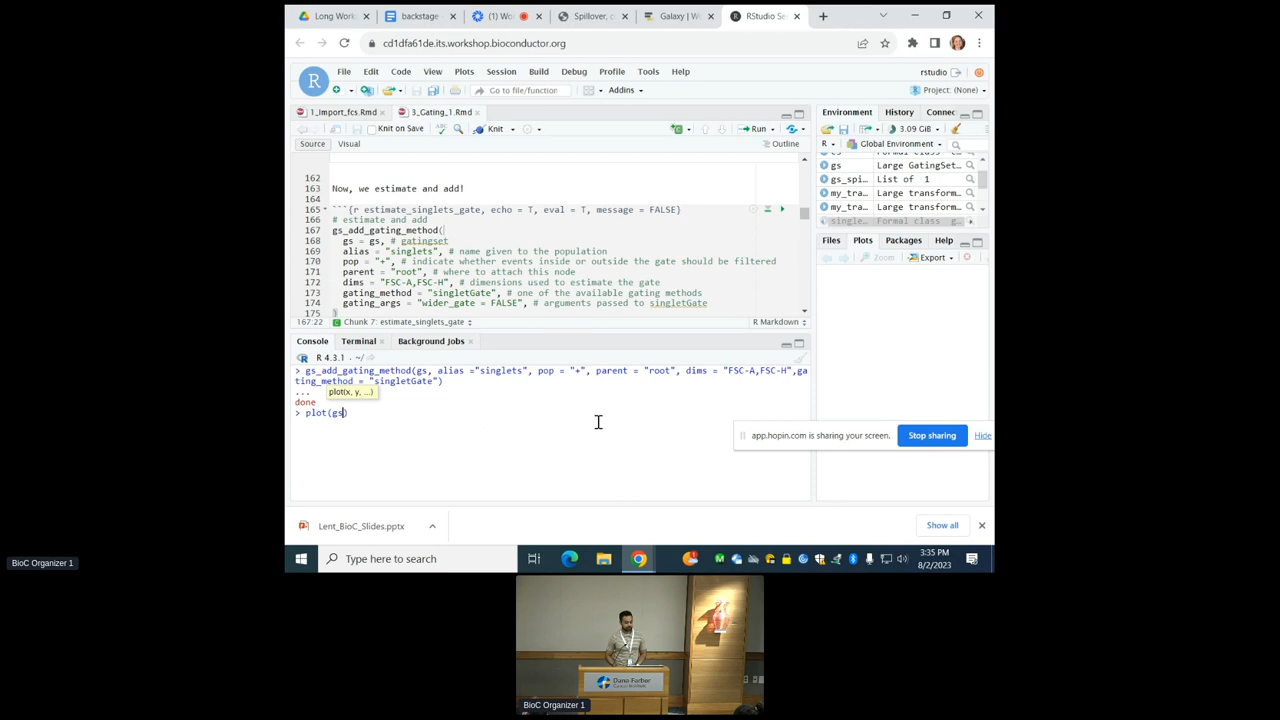 Long Work
backstage
(1) Wo
Spillover, c
Galaxy | W
RStudio Se
cd1dfa61de.its.workshop.bioconductor.org
File Edit Code View Plots Session Build Debug Profile Tools Help
rstudio
Go to file/function
Addins
Project: (None)
1_Import_fcs.Rmd
3_Gating_1.Rmd
Knit on Save
Knit
Run
Source Visual
Outline
162
163 Now, we estimate and add!
164
165 ```{r estimate_singlets_gate, echo = T, eval = T, message = FALSE}
166 # estimate and add
167 gs_add_gating_method(
168 gs = gs, # gatingset
169 alias = "singlets", # name given to the population
170 pop = "+", # indicate whether events inside or outside the gate should be filtered
171 parent = "root", # where to attach this node
172 dims = "FSC-A,FSC-H", # dimensions used to estimate the gate
173 gating_method = "singletGate", # one of the available gating methods
174 gating_args = "wider_gate = FALSE", # arguments passed to singletGate
175 )
167:22 Chunk 7: estimate_singlets_gate
R Markdown
Console Terminal Background Jobs
R 4.3.1 · ~/
> gs_add_gating_method(gs, alias ="singlets", pop = "+", parent = "root", dims = "FSC-A,FSC-H",ga
ting_method = "singletGate")
...
plot(x, y, ...)
done
> plot(gs)
Environment History Connec
3.09 GiB
R Global Environment
gs Large GatingSet…
gs_spi… List of 1
my_tra… Large transform…
my_tra… Large transform…
single… Formal class g…
Files Plots Packages Help
Zoom Export
app.hopin.com is sharing your screen.
Stop sharing
Hide
Lent_BioC_Slides.pptx
Show all
Type here to search
3:35 PM
8/2/2023
BioC Organizer 1
Dana Farber
BioC Organizer 1